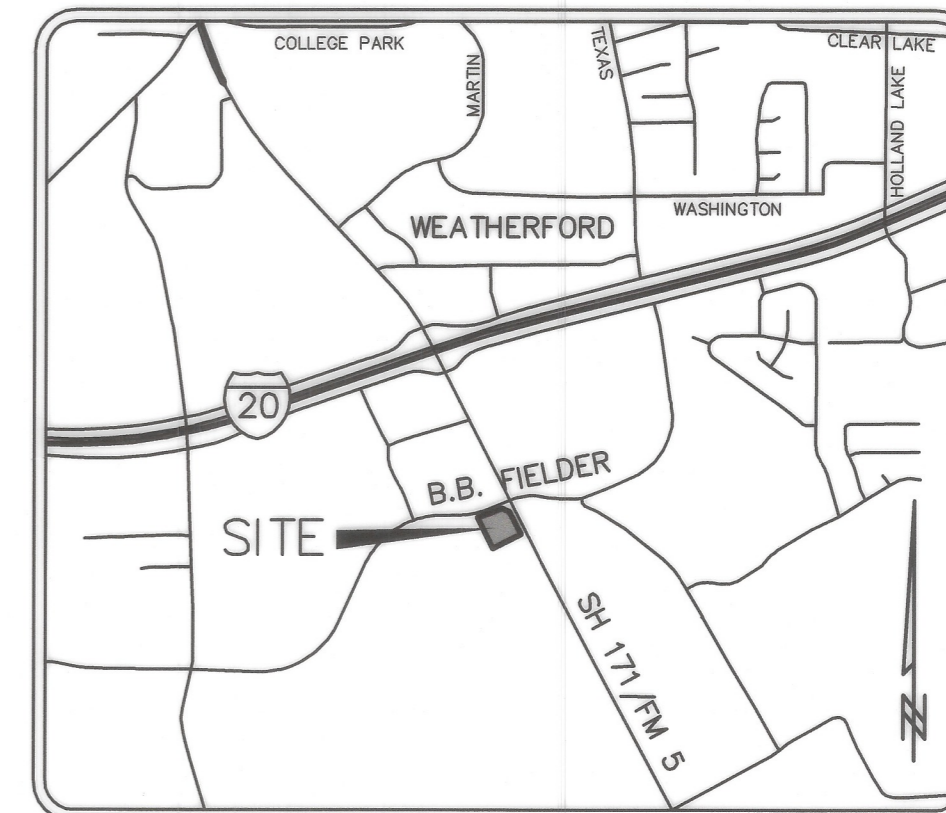 COLLEGE PARK
MARTIN
TEXAS
CLEAR LAKE
HOLLAND LAKE
WEATHERFORD
WASHINGTON
20
B.B. FIELDER
SITE
SH 171/FM 5
N